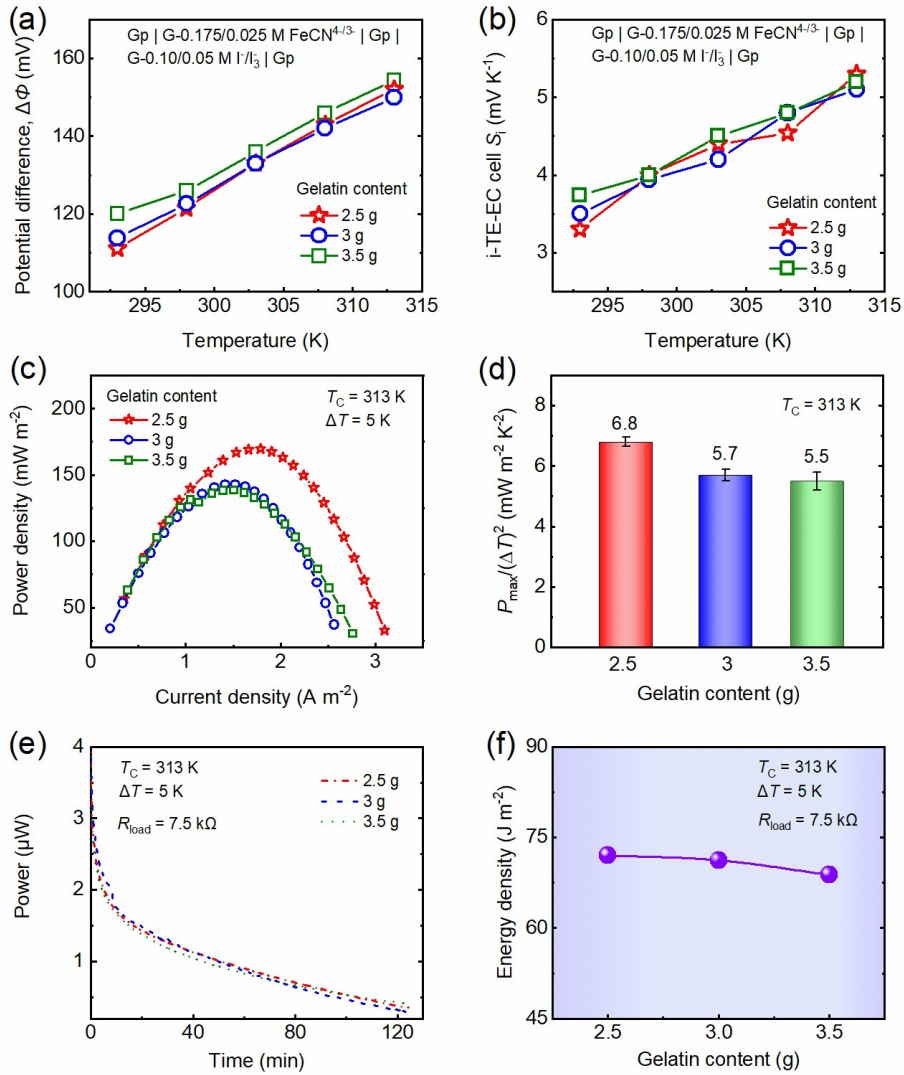 (a)
Gp | G-0.175/0.025 M FeCN⁴⁻/³⁻ | Gp |
G-0.10/0.05 M I⁻/I₃⁻ | Gp
Potential difference, ΔΦ (mV)
160
140
120
100
Gelatin content
2.5 g
3 g
3.5 g
295 300 305 310 315
Temperature (K)
(b)
Gp | G-0.175/0.025 M FeCN⁴⁻/³⁻ | Gp |
G-0.10/0.05 M I⁻/I₃⁻ | Gp
i-TE-EC cell Sᵢ (mV K⁻¹)
6
5
4
3
Gelatin content
2.5 g
3 g
3.5 g
295 300 305 310 315
Temperature (K)
(c)
Gelatin content
2.5 g
3 g
3.5 g
T_C = 313 K
ΔT = 5 K
Power density (mW m⁻²)
200
150
100
50
0 1 2 3
Current density (A m⁻²)
(d)
T_C = 313 K
P_max/(ΔT)² (mW m⁻² K⁻²)
8
6
4
2
0
6.8
5.7
5.5
2.5 3 3.5
Gelatin content (g)
(e)
T_C = 313 K
ΔT = 5 K
R_load = 7.5 kΩ
2.5 g
3 g
3.5 g
Power (μW)
4
3
2
1
0 40 80 120
Time (min)
(f)
T_C = 313 K
ΔT = 5 K
R_load = 7.5 kΩ
Energy density (J m⁻²)
90
75
60
45
2.5 3.0 3.5
Gelatin content (g)